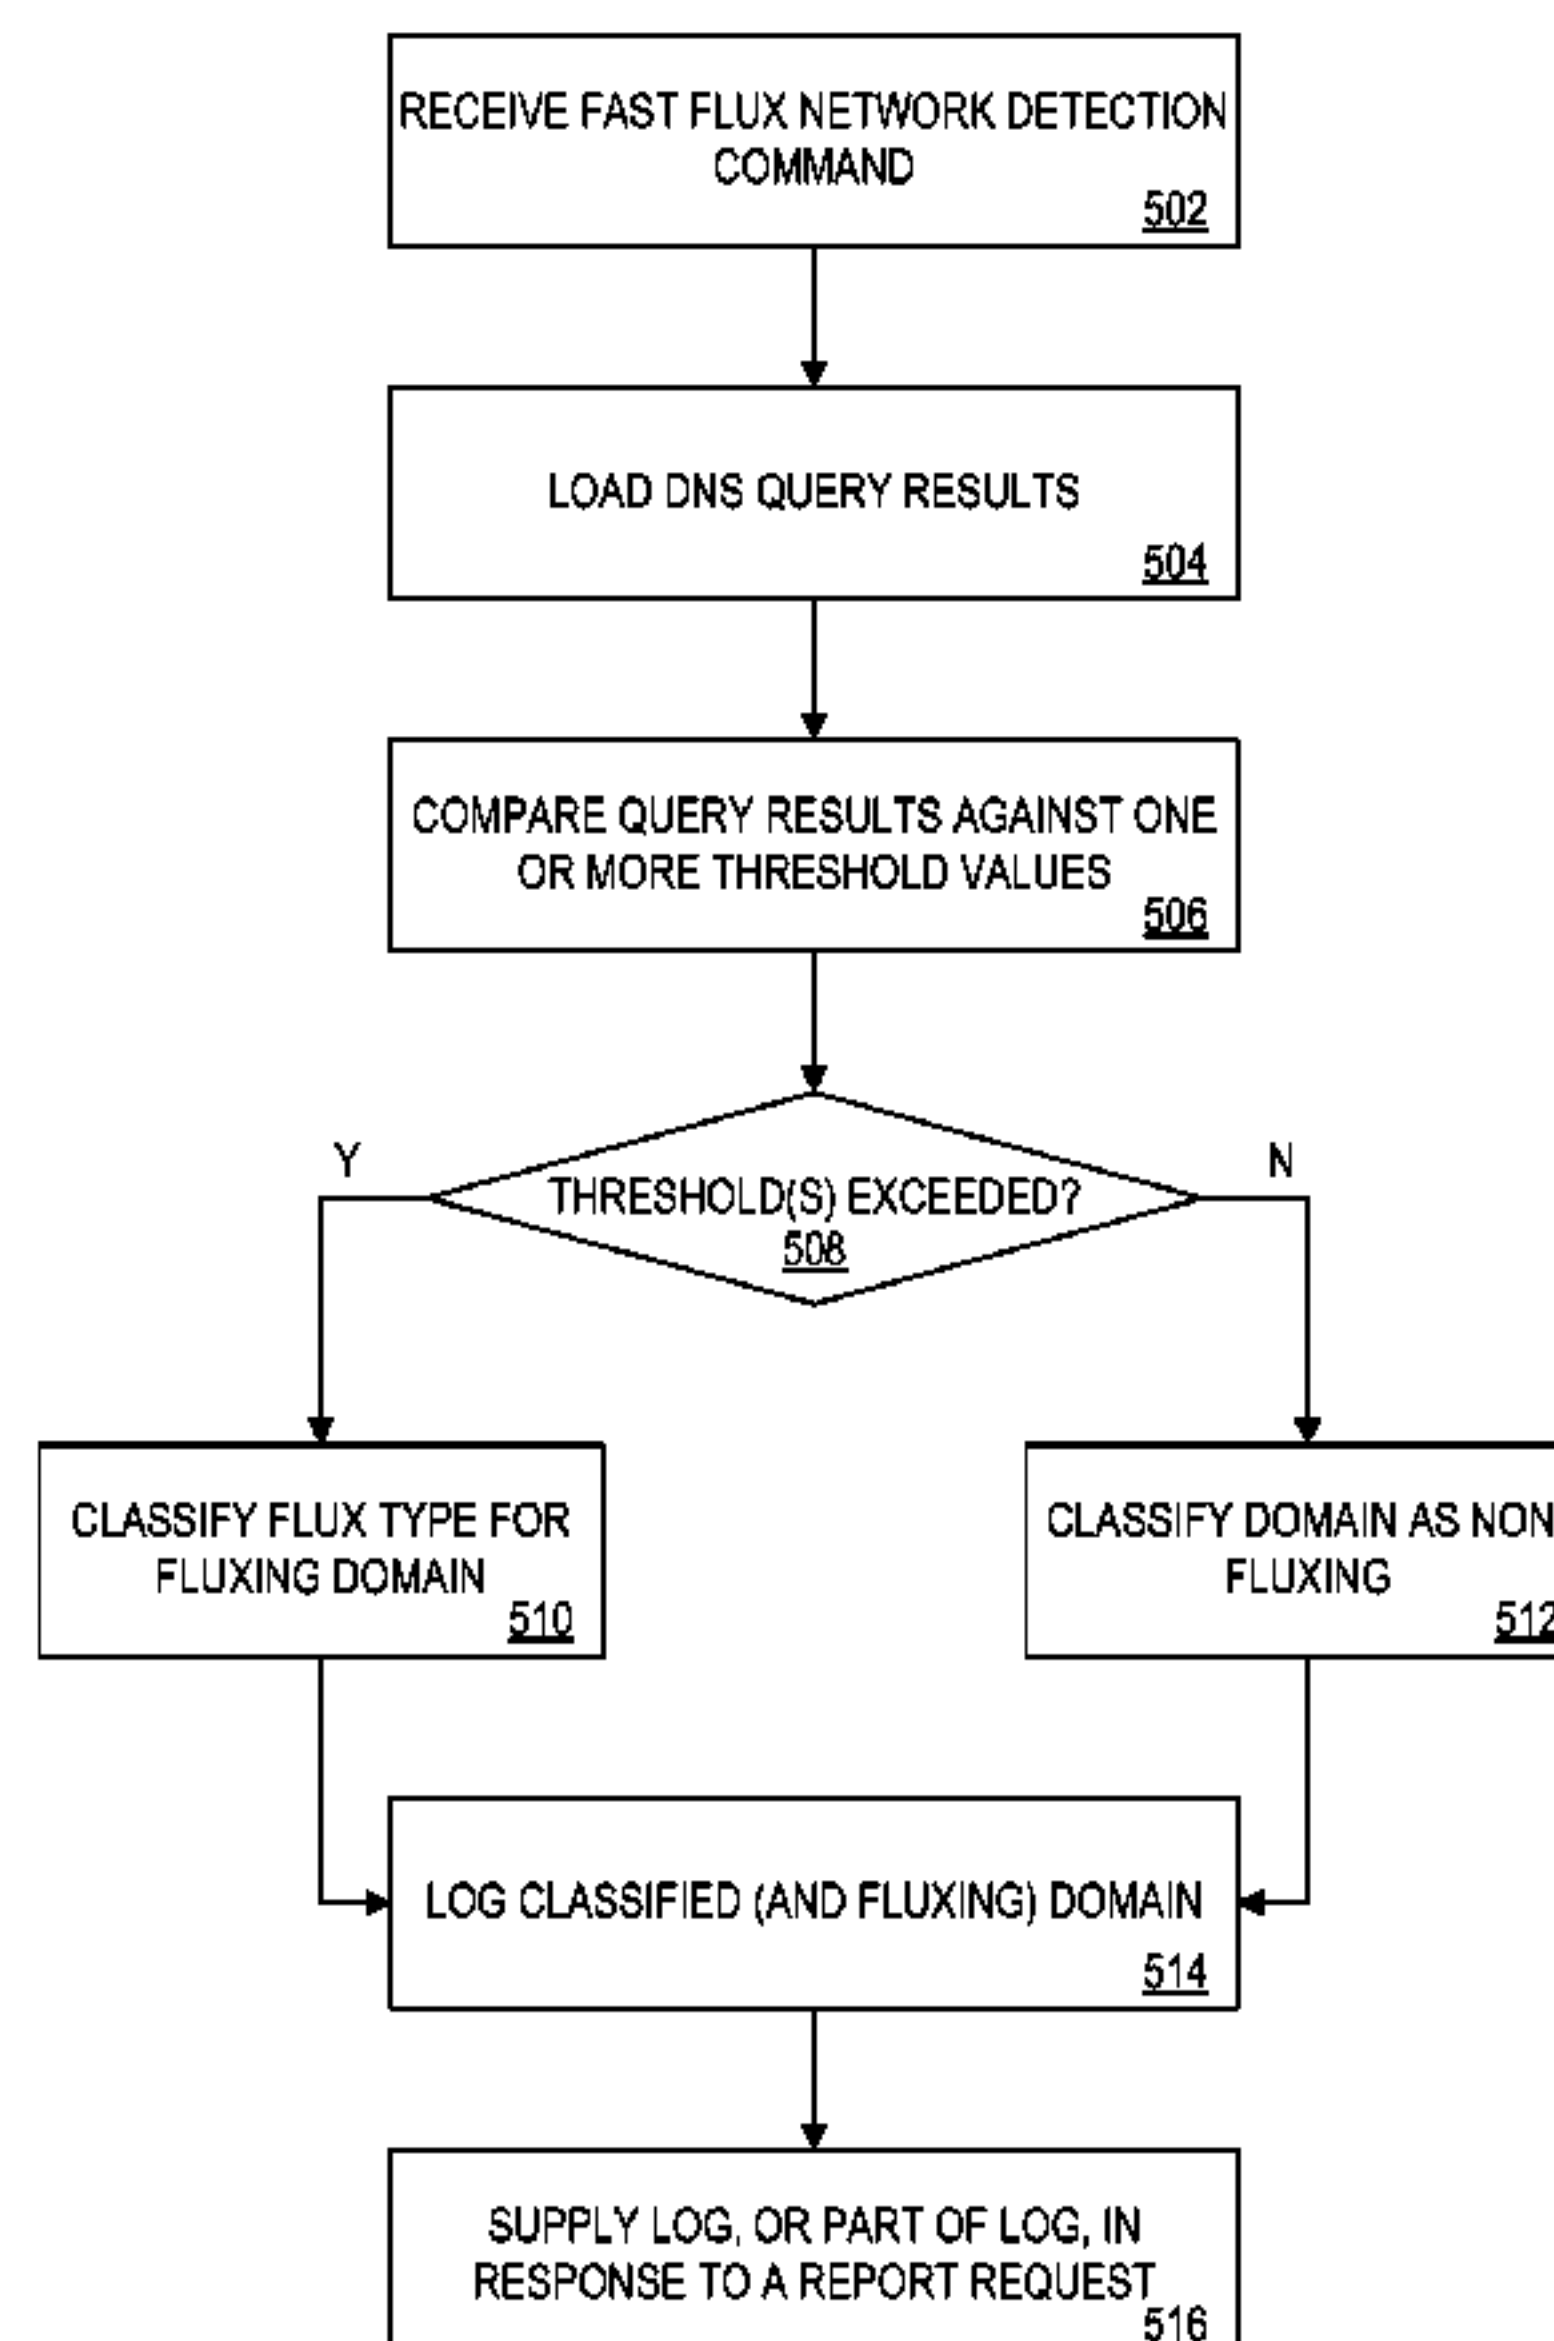 RECEIVE FAST FLUX NETWORK DETECTION
COMMAND
502
LOAD DNS QUERY RESULTS
504
COMPARE QUERY RESULTS AGAINST ONE
OR MORE THRESHOLD VALUES
506
Y
N
THRESHOLD(S) EXCEEDED?
508
CLASSIFY FLUX TYPE FOR
FLUXING DOMAIN
510
CLASSIFY DOMAIN AS NON
FLUXING
512
LOG CLASSIFIED (AND FLUXING) DOMAIN
514
SUPPLY LOG, OR PART OF LOG, IN
RESPONSE TO A REPORT REQUEST
516